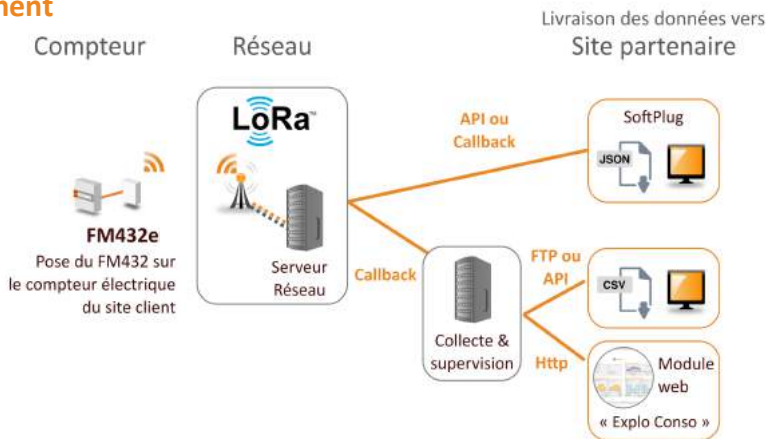 Livraison des données vers
Compteur
Réseau
Site partenaire
LoRa™
API ou
Callback
SoftPlug
JSON
FM432e
Pose du FM432 sur
le compteur électrique
du site client
Serveur
Réseau
Callback
Collecte &
supervision
FTP ou
API
CSV
Http
Module
web
« Explo Conso »